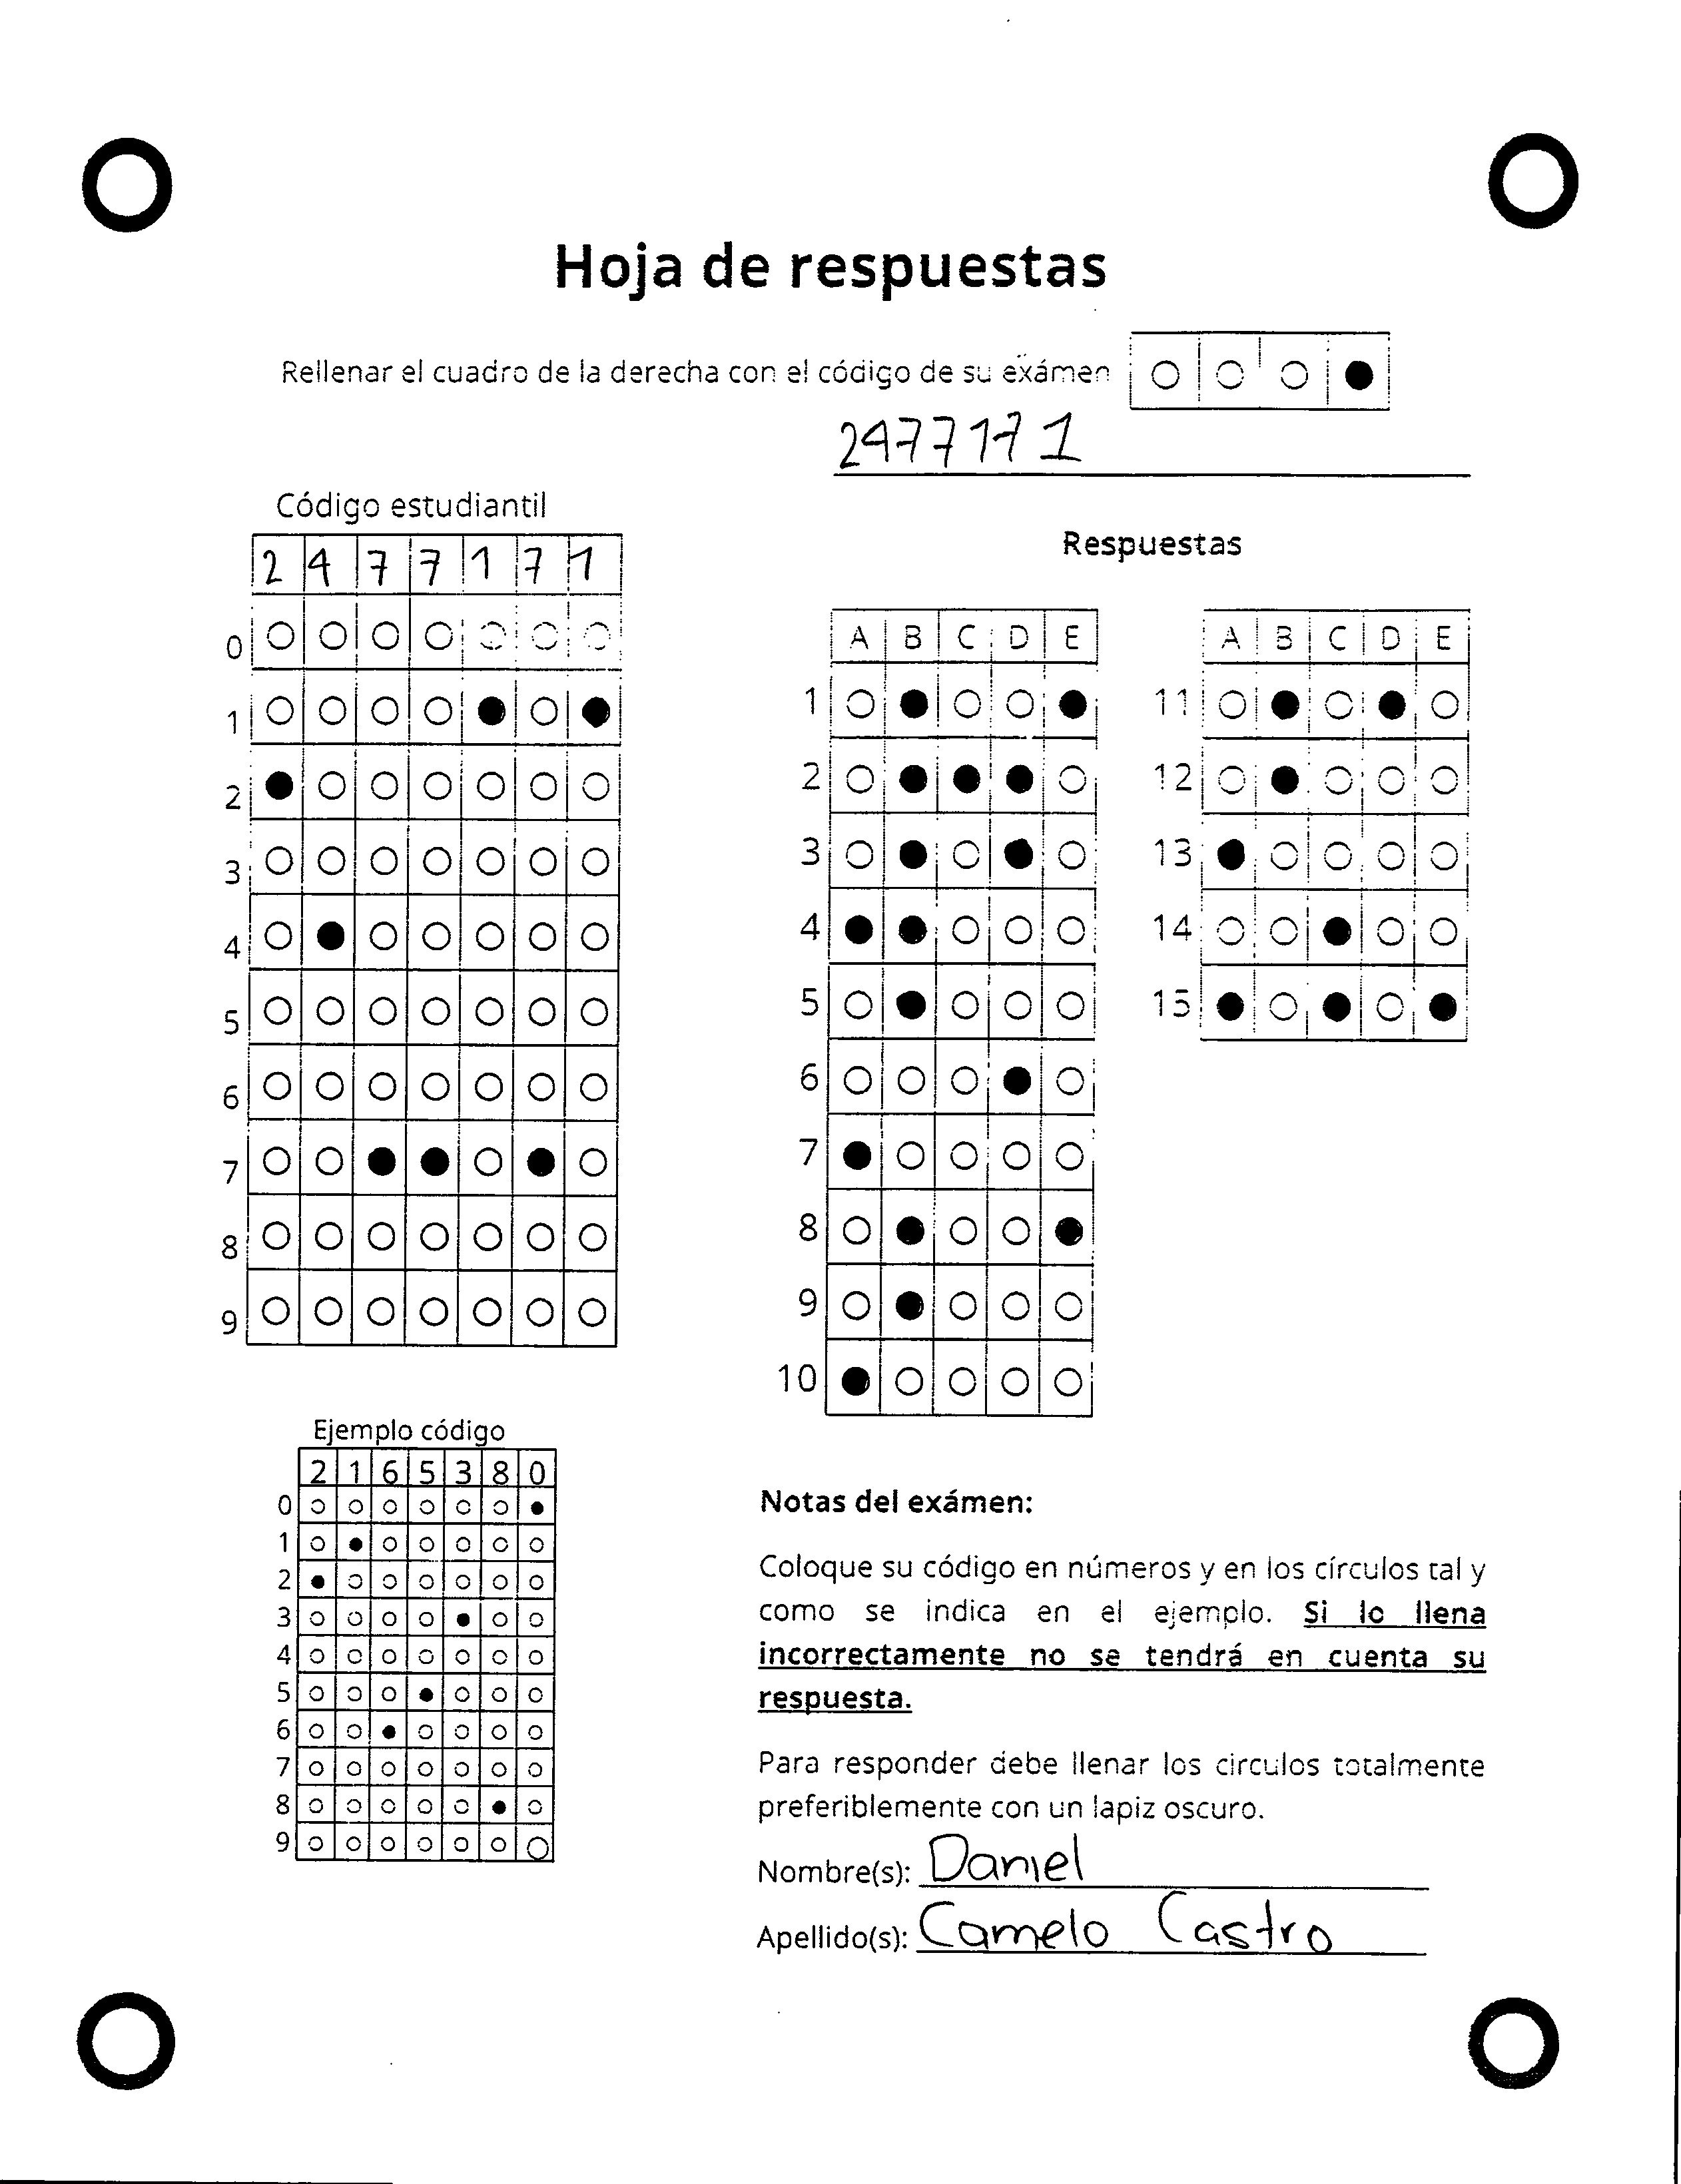 Hoja de respuestas
Rellenar el cuadro de la derecha con el código de su exámen
2477171
Código estudiantil
2 4 7 7 1 7 1
0
1
2
3
4
5
6
7
8
9
Respuestas
A B C D E
1
2
3
4
5
6
7
8
9
10
A B C D E
11
12
13
14
15
Ejemplo código
2 1 6 5 3 8 0
0
1
2
3
4
5
6
7
8
9
Notas del exámen:
Coloque su código en números y en los círculos tal y
como se indica en el ejemplo. Si lo llena
incorrectamente no se tendrá en cuenta su
respuesta.
Para responder debe llenar los circulos totalmente
preferiblemente con un lapiz oscuro.
Nombre(s): Daniel
Apellido(s): Camelo Castro